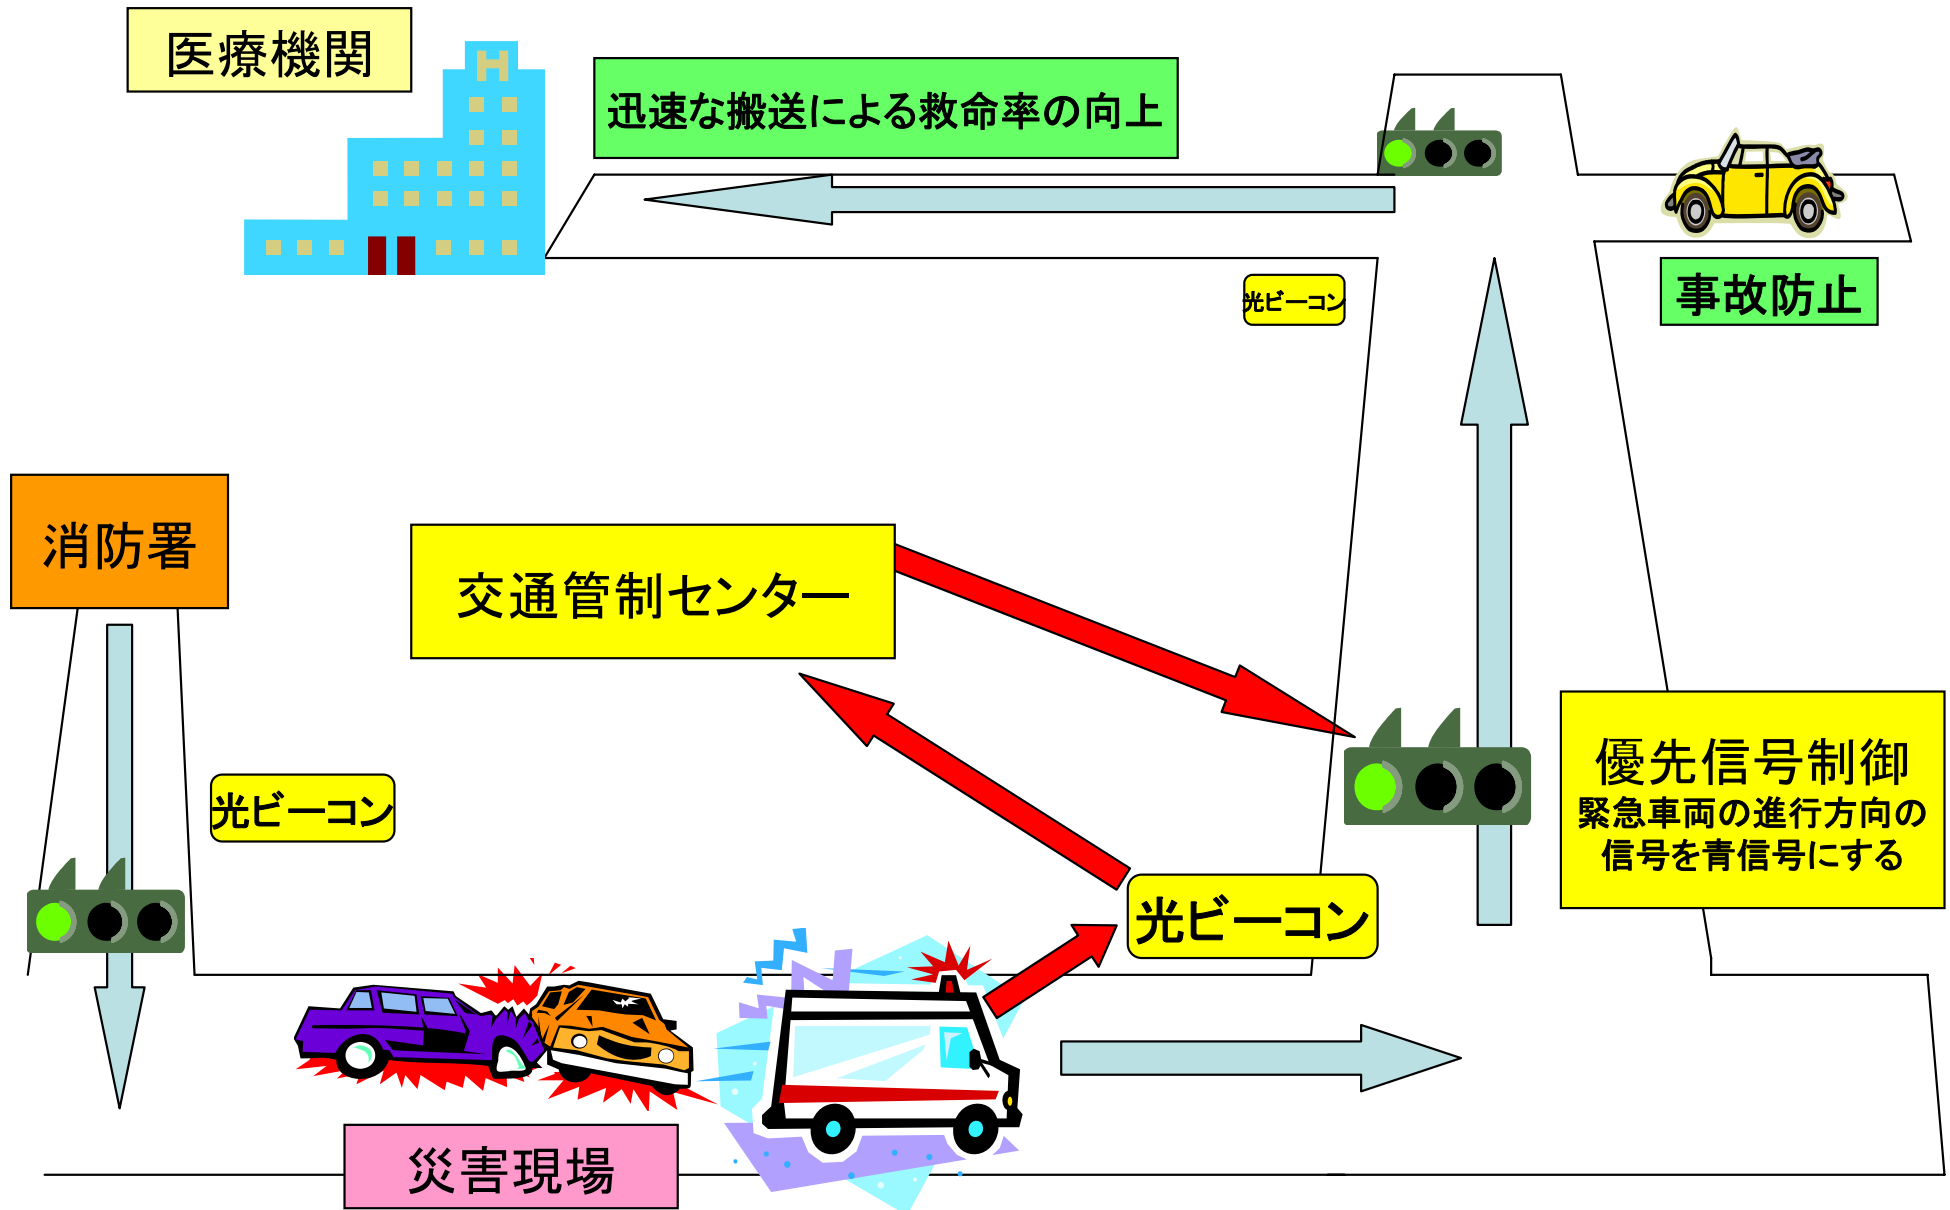 医療機関
H
迅速な搬送による救命率の向上
光ビーコン
事故防止
消防署
交通管制センター
光ビーコン
優先信号制御
緊急車両の進行方向の
信号を青信号にする
光ビーコン
災害現場